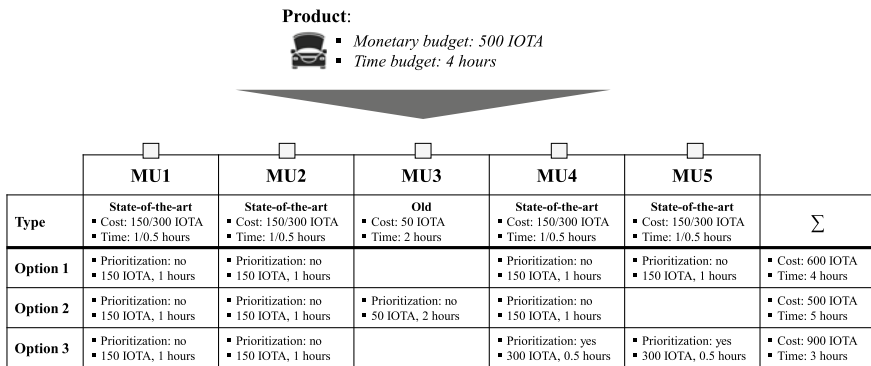 Product:
▪ Monetary budget: 500 IOTA
▪ Time budget: 4 hours
MU1 MU2 MU3 MU4 MU5
Type
State-of-the-art
▪ Cost: 150/300 IOTA
▪ Time: 1/0.5 hours
State-of-the-art
▪ Cost: 150/300 IOTA
▪ Time: 1/0.5 hours
Old
▪ Cost: 50 IOTA
▪ Time: 2 hours
State-of-the-art
▪ Cost: 150/300 IOTA
▪ Time: 1/0.5 hours
State-of-the-art
▪ Cost: 150/300 IOTA
▪ Time: 1/0.5 hours
∑
Option 1
▪ Prioritization: no
▪ 150 IOTA, 1 hours
▪ Prioritization: no
▪ 150 IOTA, 1 hours
▪ Prioritization: no
▪ 150 IOTA, 1 hours
▪ Prioritization: no
▪ 150 IOTA, 1 hours
▪ Cost: 600 IOTA
▪ Time: 4 hours
Option 2
▪ Prioritization: no
▪ 150 IOTA, 1 hours
▪ Prioritization: no
▪ 150 IOTA, 1 hours
▪ Prioritization: no
▪ 50 IOTA, 2 hours
▪ Prioritization: no
▪ 150 IOTA, 1 hours
▪ Cost: 500 IOTA
▪ Time: 5 hours
Option 3
▪ Prioritization: no
▪ 150 IOTA, 1 hours
▪ Prioritization: no
▪ 150 IOTA, 1 hours
▪ Prioritization: yes
▪ 300 IOTA, 0.5 hours
▪ Prioritization: yes
▪ 300 IOTA, 0.5 hours
▪ Cost: 900 IOTA
▪ Time: 3 hours